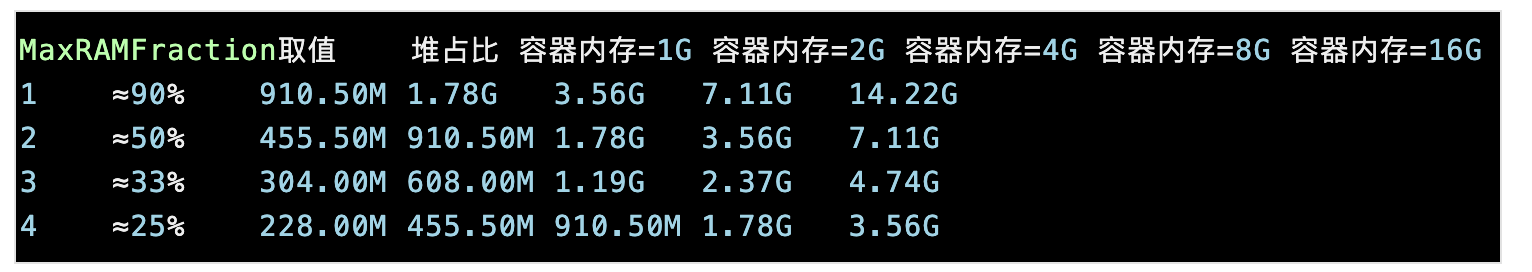 MaxRAMFraction取值 堆占比 容器内存=1G 容器内存=2G 容器内存=4G 容器内存=8G 容器内存=16G
1 ≈90% 910.50M 1.78G 3.56G 7.11G 14.22G
2 ≈50% 455.50M 910.50M 1.78G 3.56G 7.11G
3 ≈33% 304.00M 608.00M 1.19G 2.37G 4.74G
4 ≈25% 228.00M 455.50M 910.50M 1.78G 3.56G